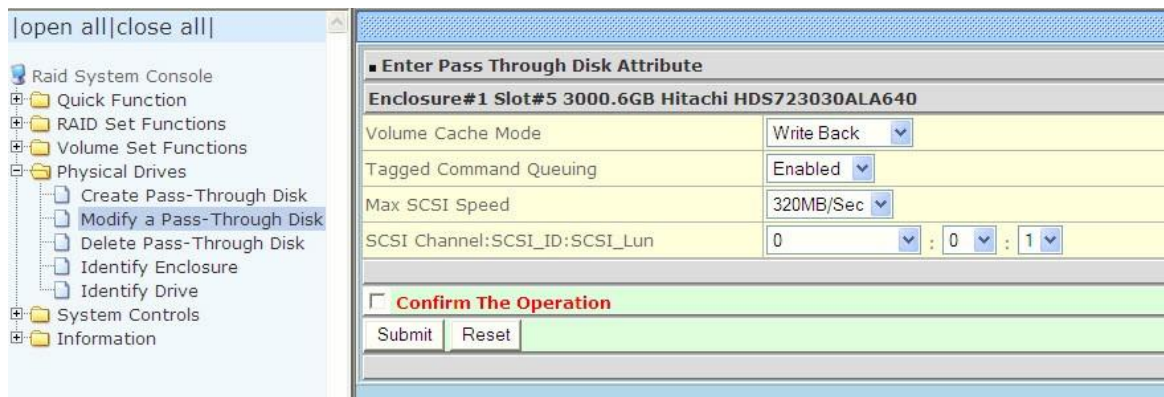 |open all|close all|
Raid System Console
Quick Function
RAID Set Functions
Volume Set Functions
Physical Drives
Create Pass-Through Disk
Modify a Pass-Through Disk
Delete Pass-Through Disk
Identify Enclosure
Identify Drive
System Controls
Information
Enter Pass Through Disk Attribute
Enclosure#1 Slot#5 3000.6GB Hitachi HDS723030ALA640
Volume Cache Mode Write Back
Tagged Command Queuing Enabled
Max SCSI Speed 320MB/Sec
SCSI Channel:SCSI_ID:SCSI_Lun 0 : 0 : 1
Confirm The Operation
Submit Reset